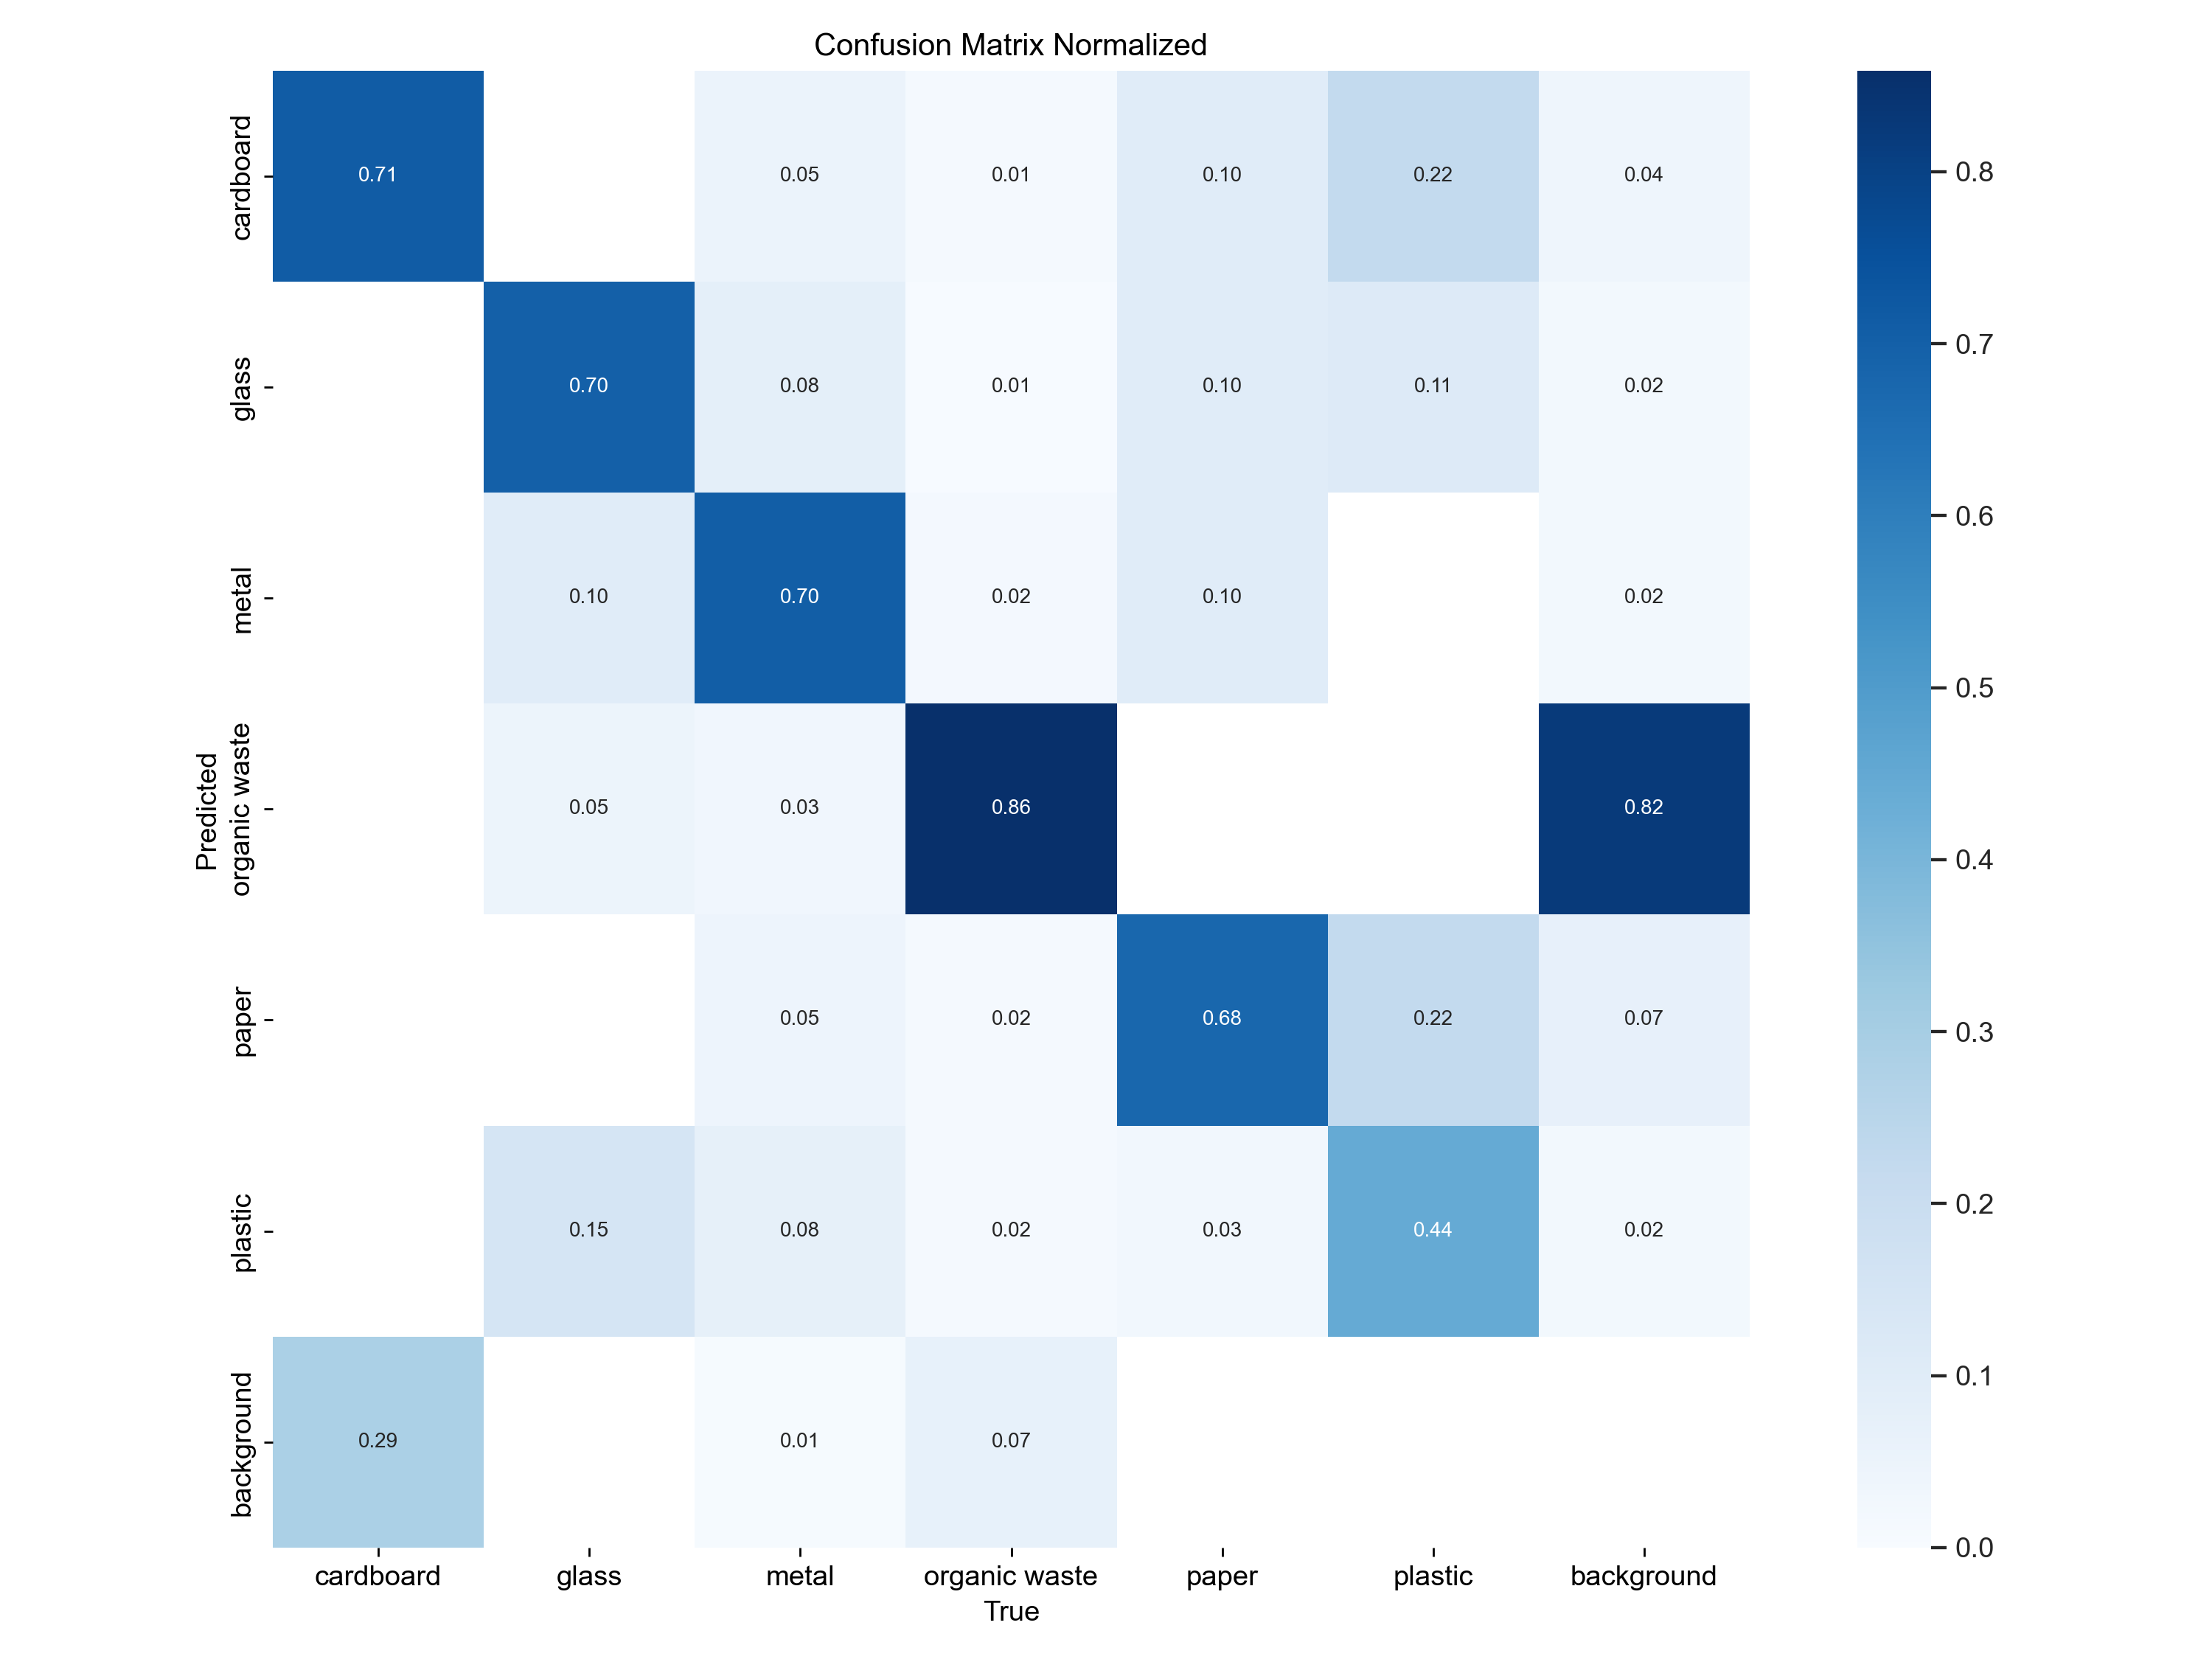 Confusion Matrix Normalized
cardboard
0.71
0.05
0.01
0.10
0.22
0.04
glass
0.70
0.08
0.01
0.10
0.11
0.02
metal
0.10
0.70
0.02
0.10
0.02
Predicted
organic waste
0.05
0.03
0.86
0.82
paper
0.05
0.02
0.68
0.22
0.07
plastic
0.15
0.08
0.02
0.03
0.44
0.02
background
0.29
0.01
0.07
cardboard
glass
metal
organic waste
paper
plastic
background
True
0.8
0.7
0.6
0.5
0.4
0.3
0.2
0.1
0.0